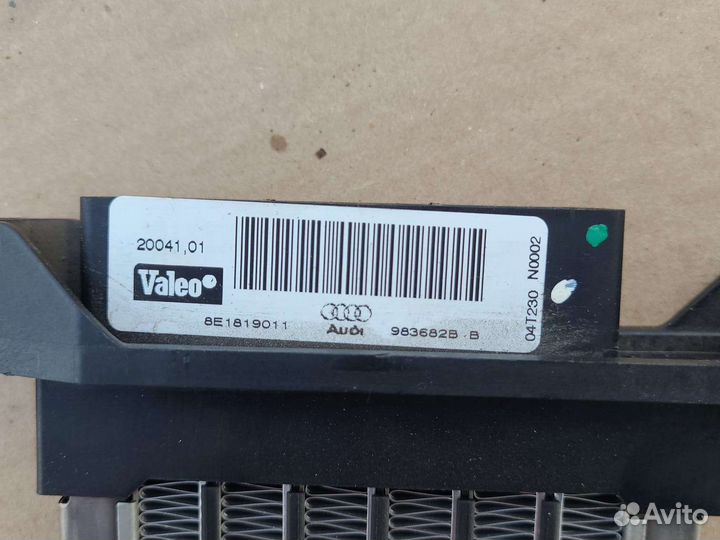 20041,01
Valeo
8E1819011
Audi
983682B B
04T230 N0002
Avito